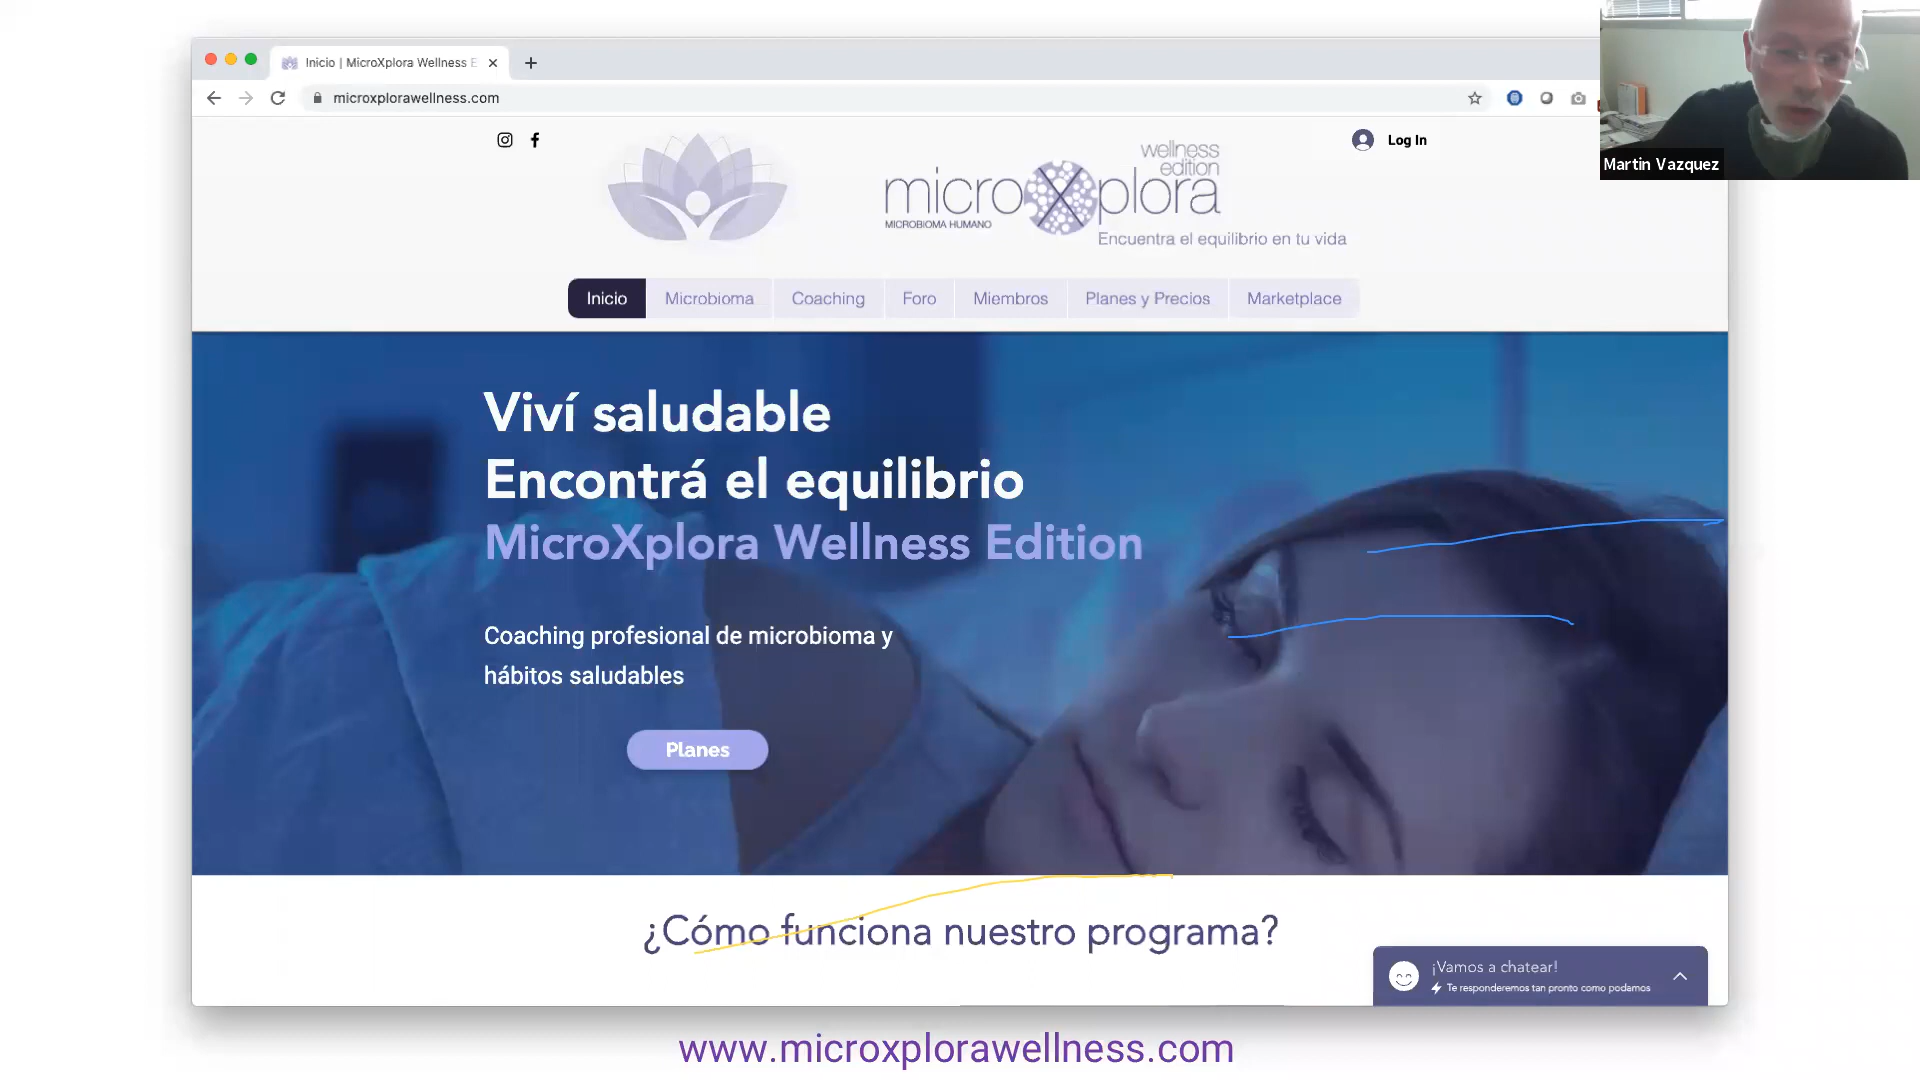 Inicio | MicroXplora Wellness E
microxplorawellness.com
Martin Vazquez
Log In
wellness
edition
microXplora
MICROBIOMA HUMANO
Encuentra el equilibrio en tu vida
Inicio
Microbioma
Coaching
Foro
Miembros
Planes y Precios
Marketplace
Viví saludable
Encontrá el equilibrio
MicroXplora Wellness Edition
Coaching profesional de microbioma y
hábitos saludables
Planes
¿Cómo funciona nuestro programa?
¡Vamos a chatear!
Te responderemos tan pronto como podamos
www.microxplorawellness.com